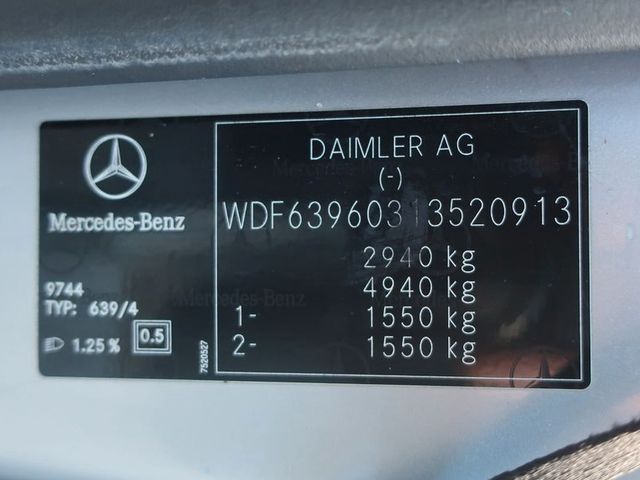 Mercedes-Benz
9744
TYP: 639/4
1.25 %
0.5
7520527
DAIMLER AG
(-)
WDF63960313520913
2940 kg
4940 kg
1- 1550 kg
2- 1550 kg